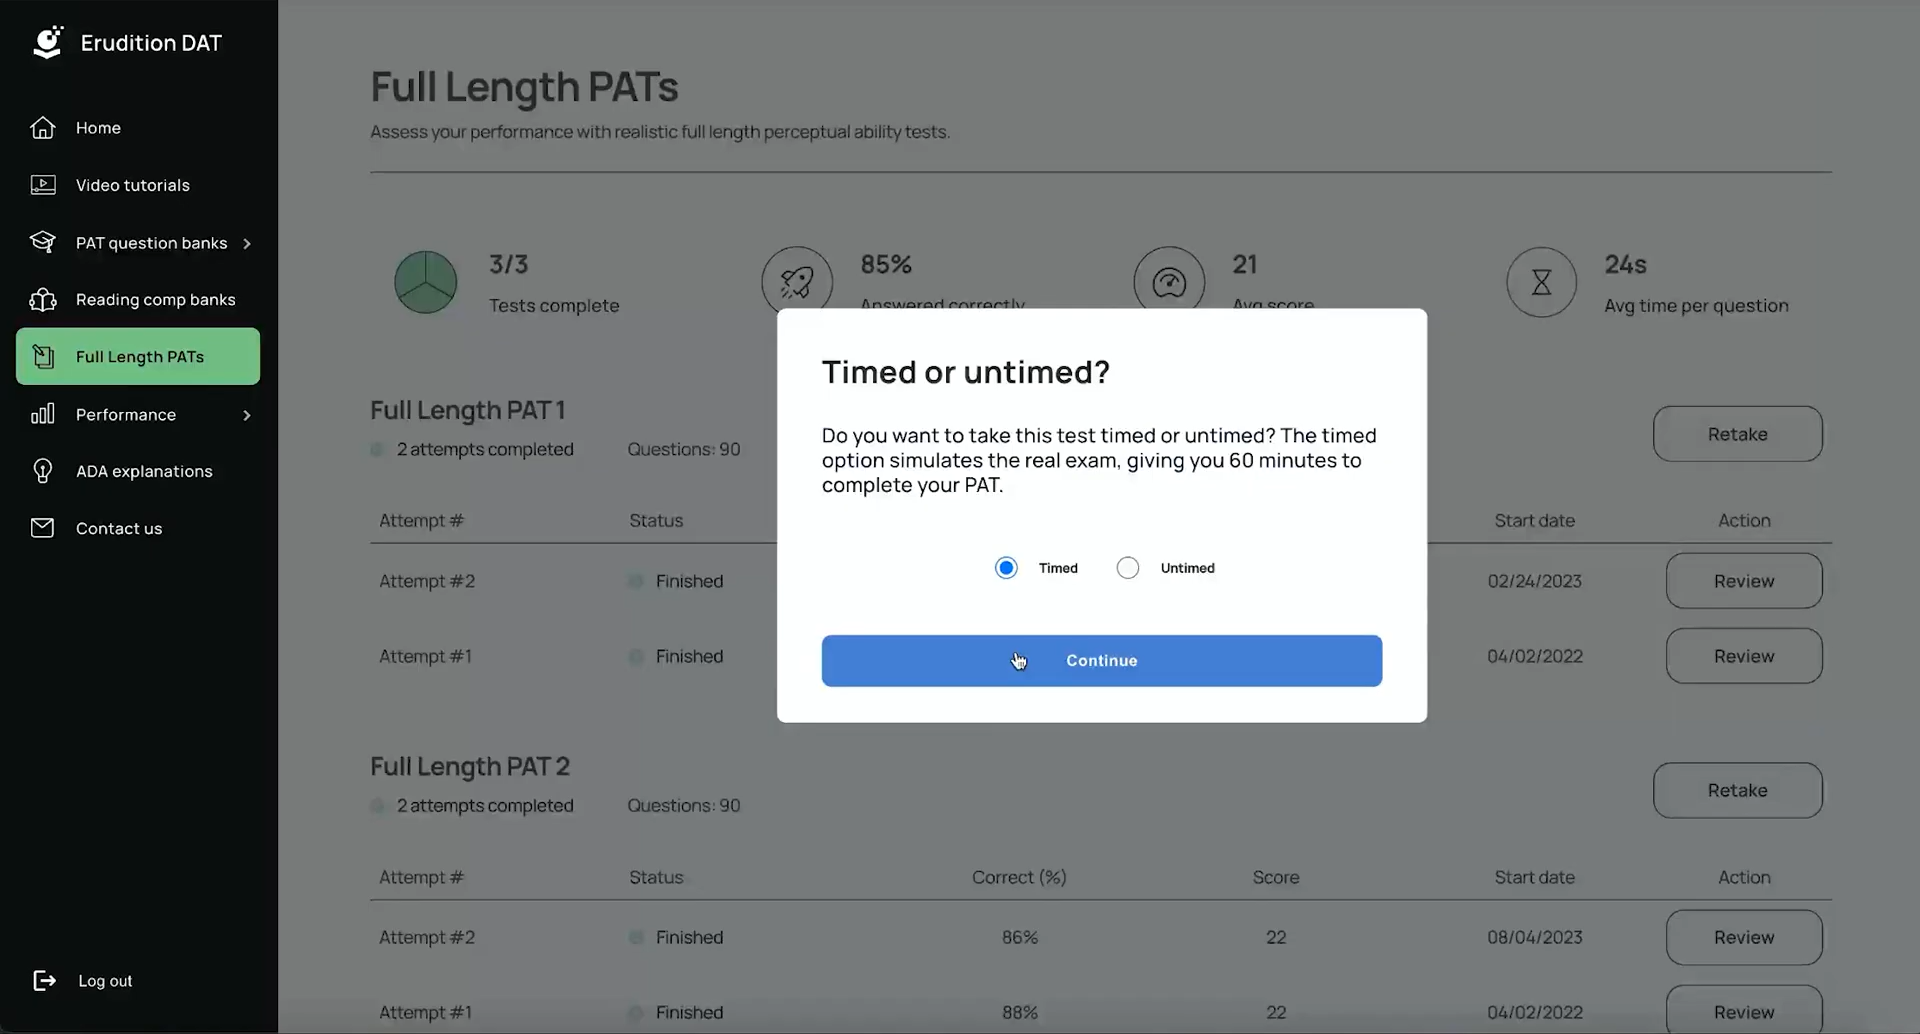 Erudition DAT
Home
Video tutorials
PAT question banks
Reading comp banks
Full Length PATs
Performance
ADA explanations
Contact us
Log out
Full Length PATs
Assess your performance with realistic full length perceptual ability tests.
3/3
Tests complete
85%
Answered correctly
21
Avg score
24s
Avg time per question
Timed or untimed?
Do you want to take this test timed or untimed? The timed
option simulates the real exam, giving you 60 minutes to
complete your PAT.
Timed Untimed
Continue
Full Length PAT 1
2 attempts completed Questions: 90
Retake
Attempt # Status Start date Action
Attempt #2 Finished 02/24/2023 Review
Attempt #1 Finished 04/02/2022 Review
Full Length PAT 2
2 attempts completed Questions: 90
Retake
Attempt # Status Correct (%) Score Start date Action
Attempt #2 Finished 86% 22 08/04/2023 Review
Attempt #1 Finished 88% 22 04/02/2022 Review